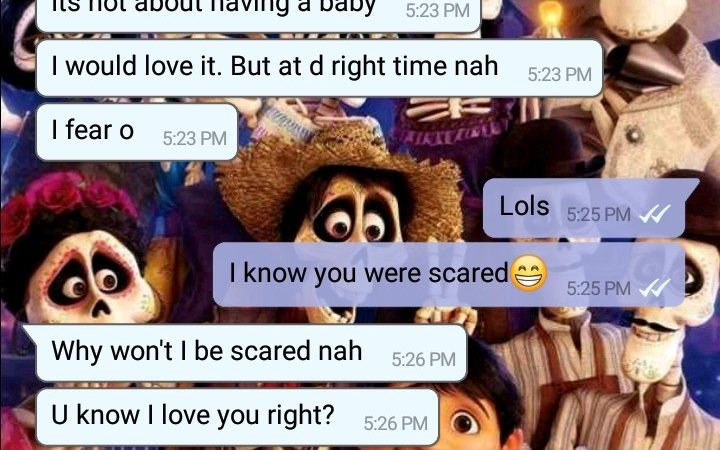 its not about having a baby 5:23 PM
I would love it. But at d right time nah 5:23 PM
I fear o 5:23 PM
Lols 5:25 PM
I know you were scared😁 5:25 PM
Why won't I be scared nah 5:26 PM
U know I love you right? 5:26 PM